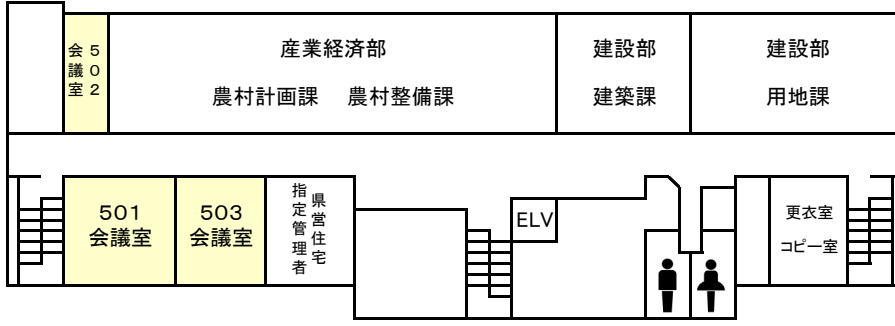 502
会議室
産業経済部
農村計画課　農村整備課
建設部
建築課
建設部
用地課
501
会議室
503
会議室
県営住宅
指定管理者
ELV
更衣室
コピー室